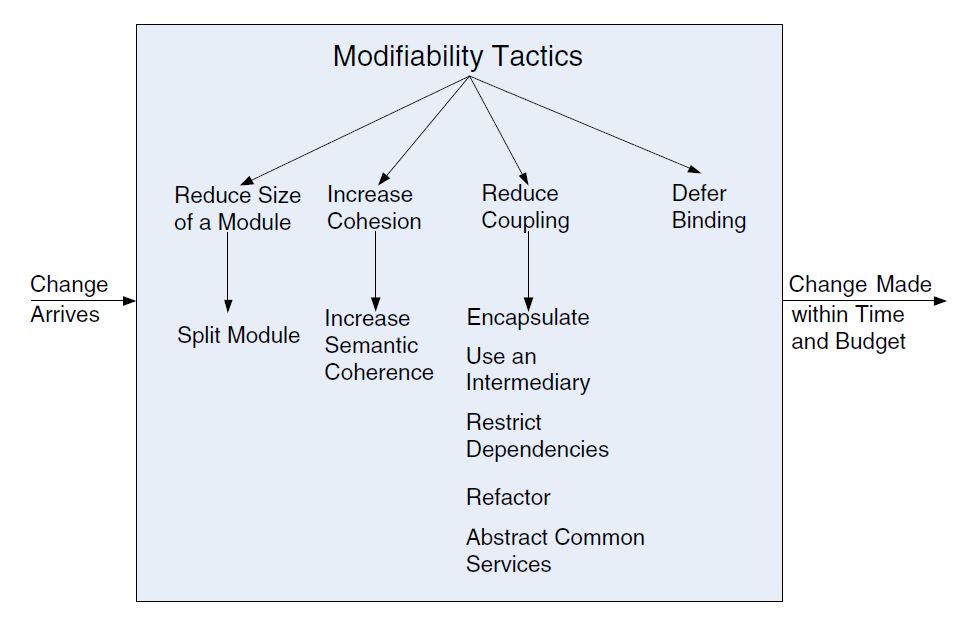 Modifiability Tactics
Reduce Size
of a Module
Increase
Cohesion
Reduce
Coupling
Defer
Binding
Change
Arrives
Split Module
Increase
Semantic
Coherence
Encapsulate
Use an
Intermediary
Restrict
Dependencies
Refactor
Abstract Common
Services
Change Made
within Time
and Budget